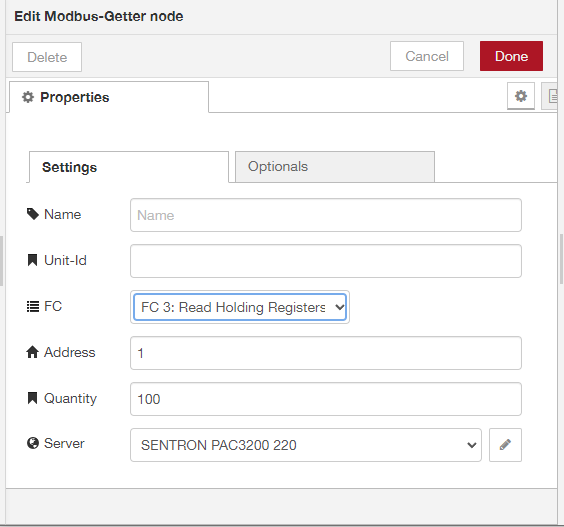 Edit Modbus-Getter node
Delete Cancel Done
Properties
Settings Optionals
Name Name
Unit-Id
FC FC 3: Read Holding Registers
Address 1
Quantity 100
Server SENTRON PAC3200 220